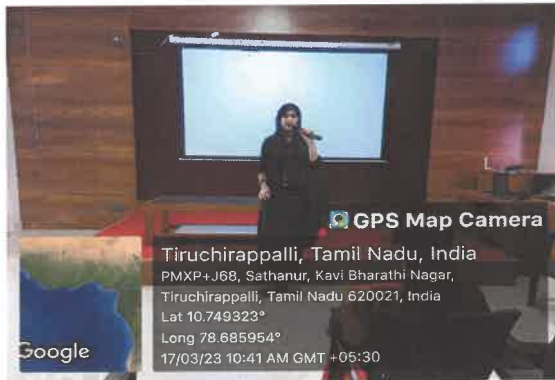 GPS Map Camera
Tiruchirappalli, Tamil Nadu, India
PMXP+J68, Sathanur, Kavi Bharathi Nagar,
Tiruchirappalli, Tamil Nadu 620021, India
Lat 10.749323°
Long 78.685954°
17/03/23 10:41 AM GMT +05:30
Google